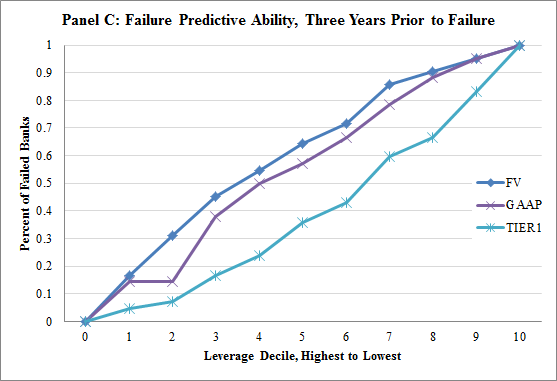 Panel C: Failure Predictive Ability, Three Years Prior to Failure
1
0.9
0.8
0.7
0.6
0.5
0.4
0.3
0.2
0.1
0
Percent of Failed Banks
FV
GAAP
TIER1
0 1 2 3 4 5 6 7 8 9 10
Leverage Decile, Highest to Lowest